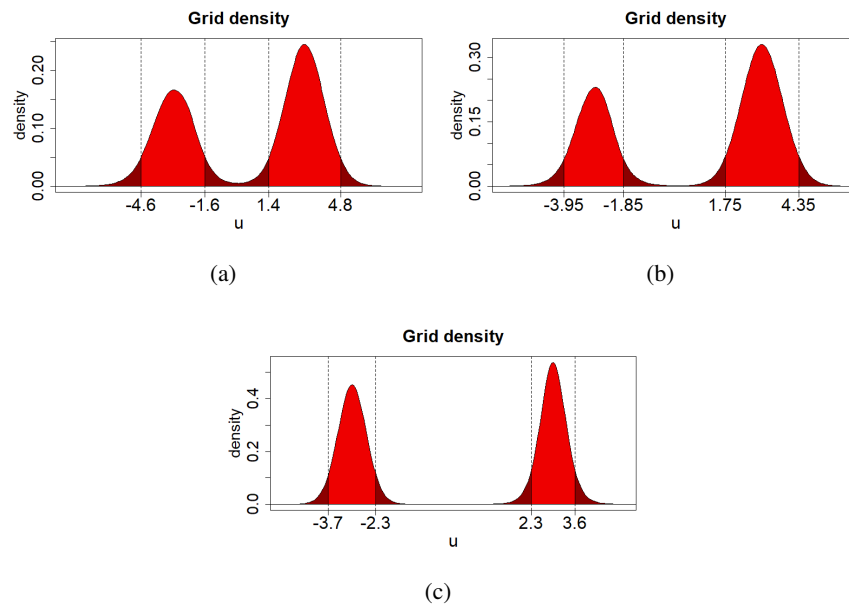 Grid density
density
0.00 0.10 0.20
-4.6 -1.6 1.4 4.8
u
(a)
Grid density
density
0.00 0.15 0.30
-3.95 -1.85 1.75 4.35
u
(b)
Grid density
density
0.0 0.2 0.4
-3.7 -2.3 2.3 3.6
u
(c)